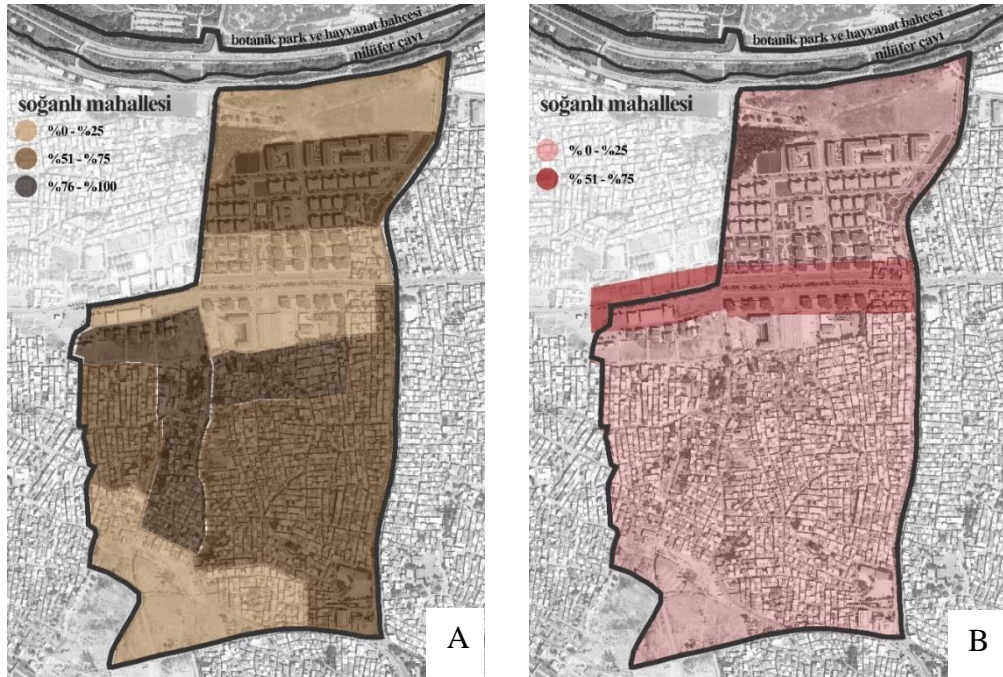 botanik park ve hayvanat bahçesi
nilüfer çayı
soğanlı mahallesi
%0 - %25
%51 - %75
%76 - %100
A
botanik park ve hayvanat bahçesi
nilüfer çayı
soğanlı mahallesi
% 0 - %25
% 51 - %75
B